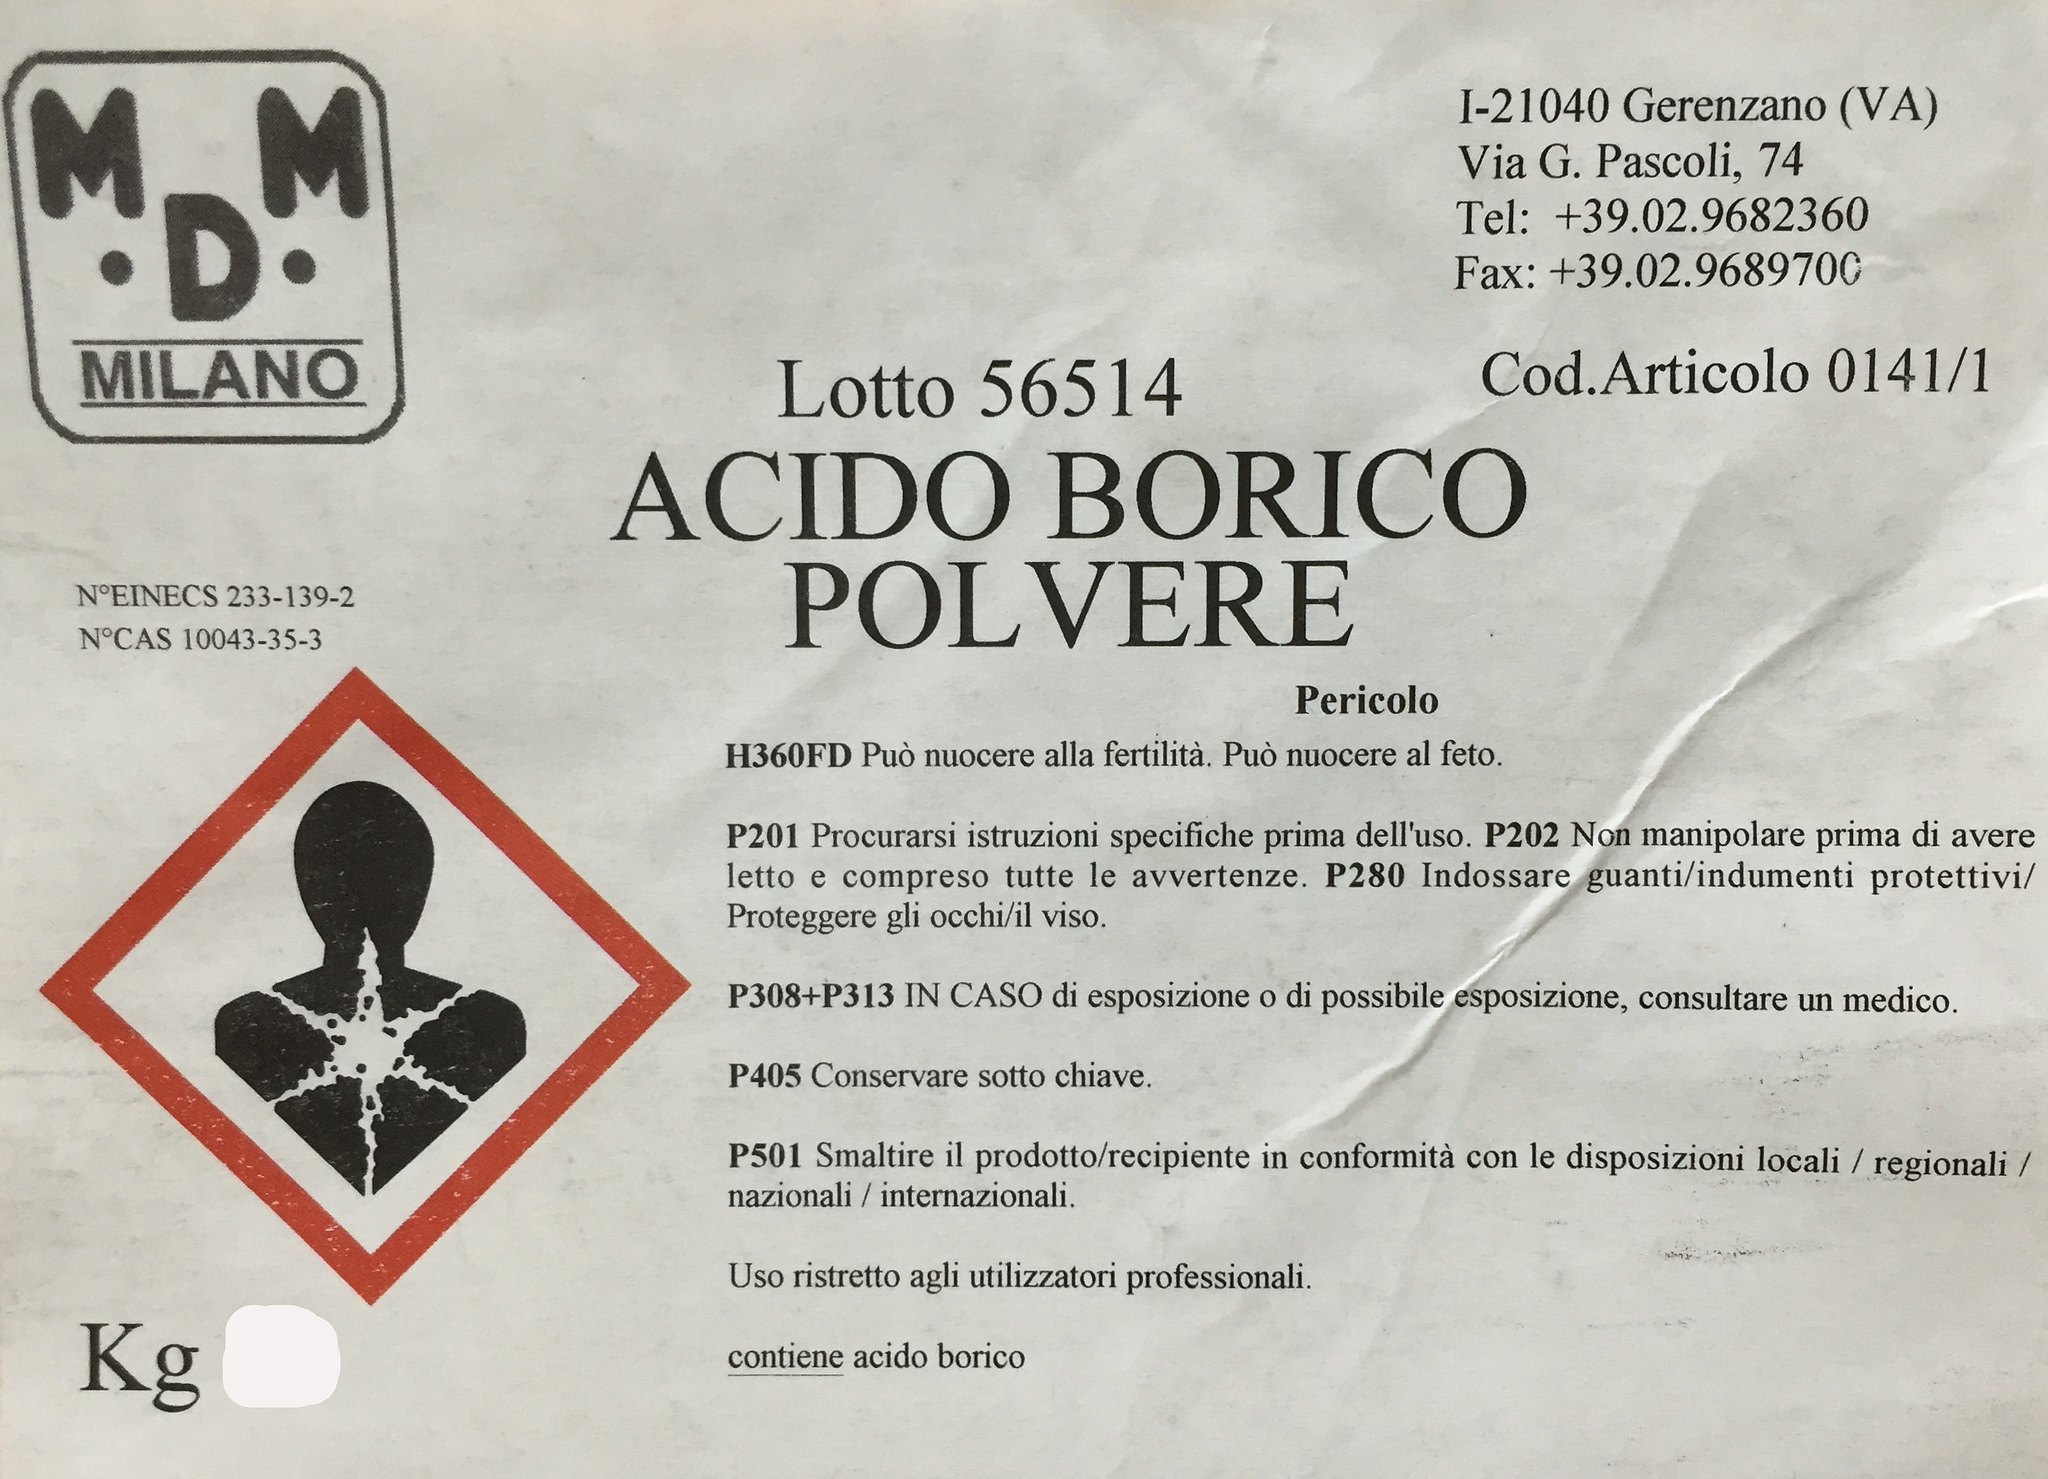 M D M
MILANO
I-21040 Gerenzano (VA)
Via G. Pascoli, 74
Tel: +39.02.9682360
Fax: +39.02.9689700
Lotto 56514
Cod.Articolo 0141/1
ACIDO BORICO
POLVERE
N°EINECS 233-139-2
N°CAS 10043-35-3
Pericolo
H360FD Può nuocere alla fertilità. Può nuocere al feto.
P201 Procurarsi istruzioni specifiche prima dell'uso. P202 Non manipolare prima di avere
letto e compreso tutte le avvertenze. P280 Indossare guanti/indumenti protettivi/
Proteggere gli occhi/il viso.
P308+P313 IN CASO di esposizione o di possibile esposizione, consultare un medico.
P405 Conservare sotto chiave.
P501 Smaltire il prodotto/recipiente in conformità con le disposizioni locali / regionali /
nazionali / internazionali.
Uso ristretto agli utilizzatori professionali.
contiene acido borico
Kg